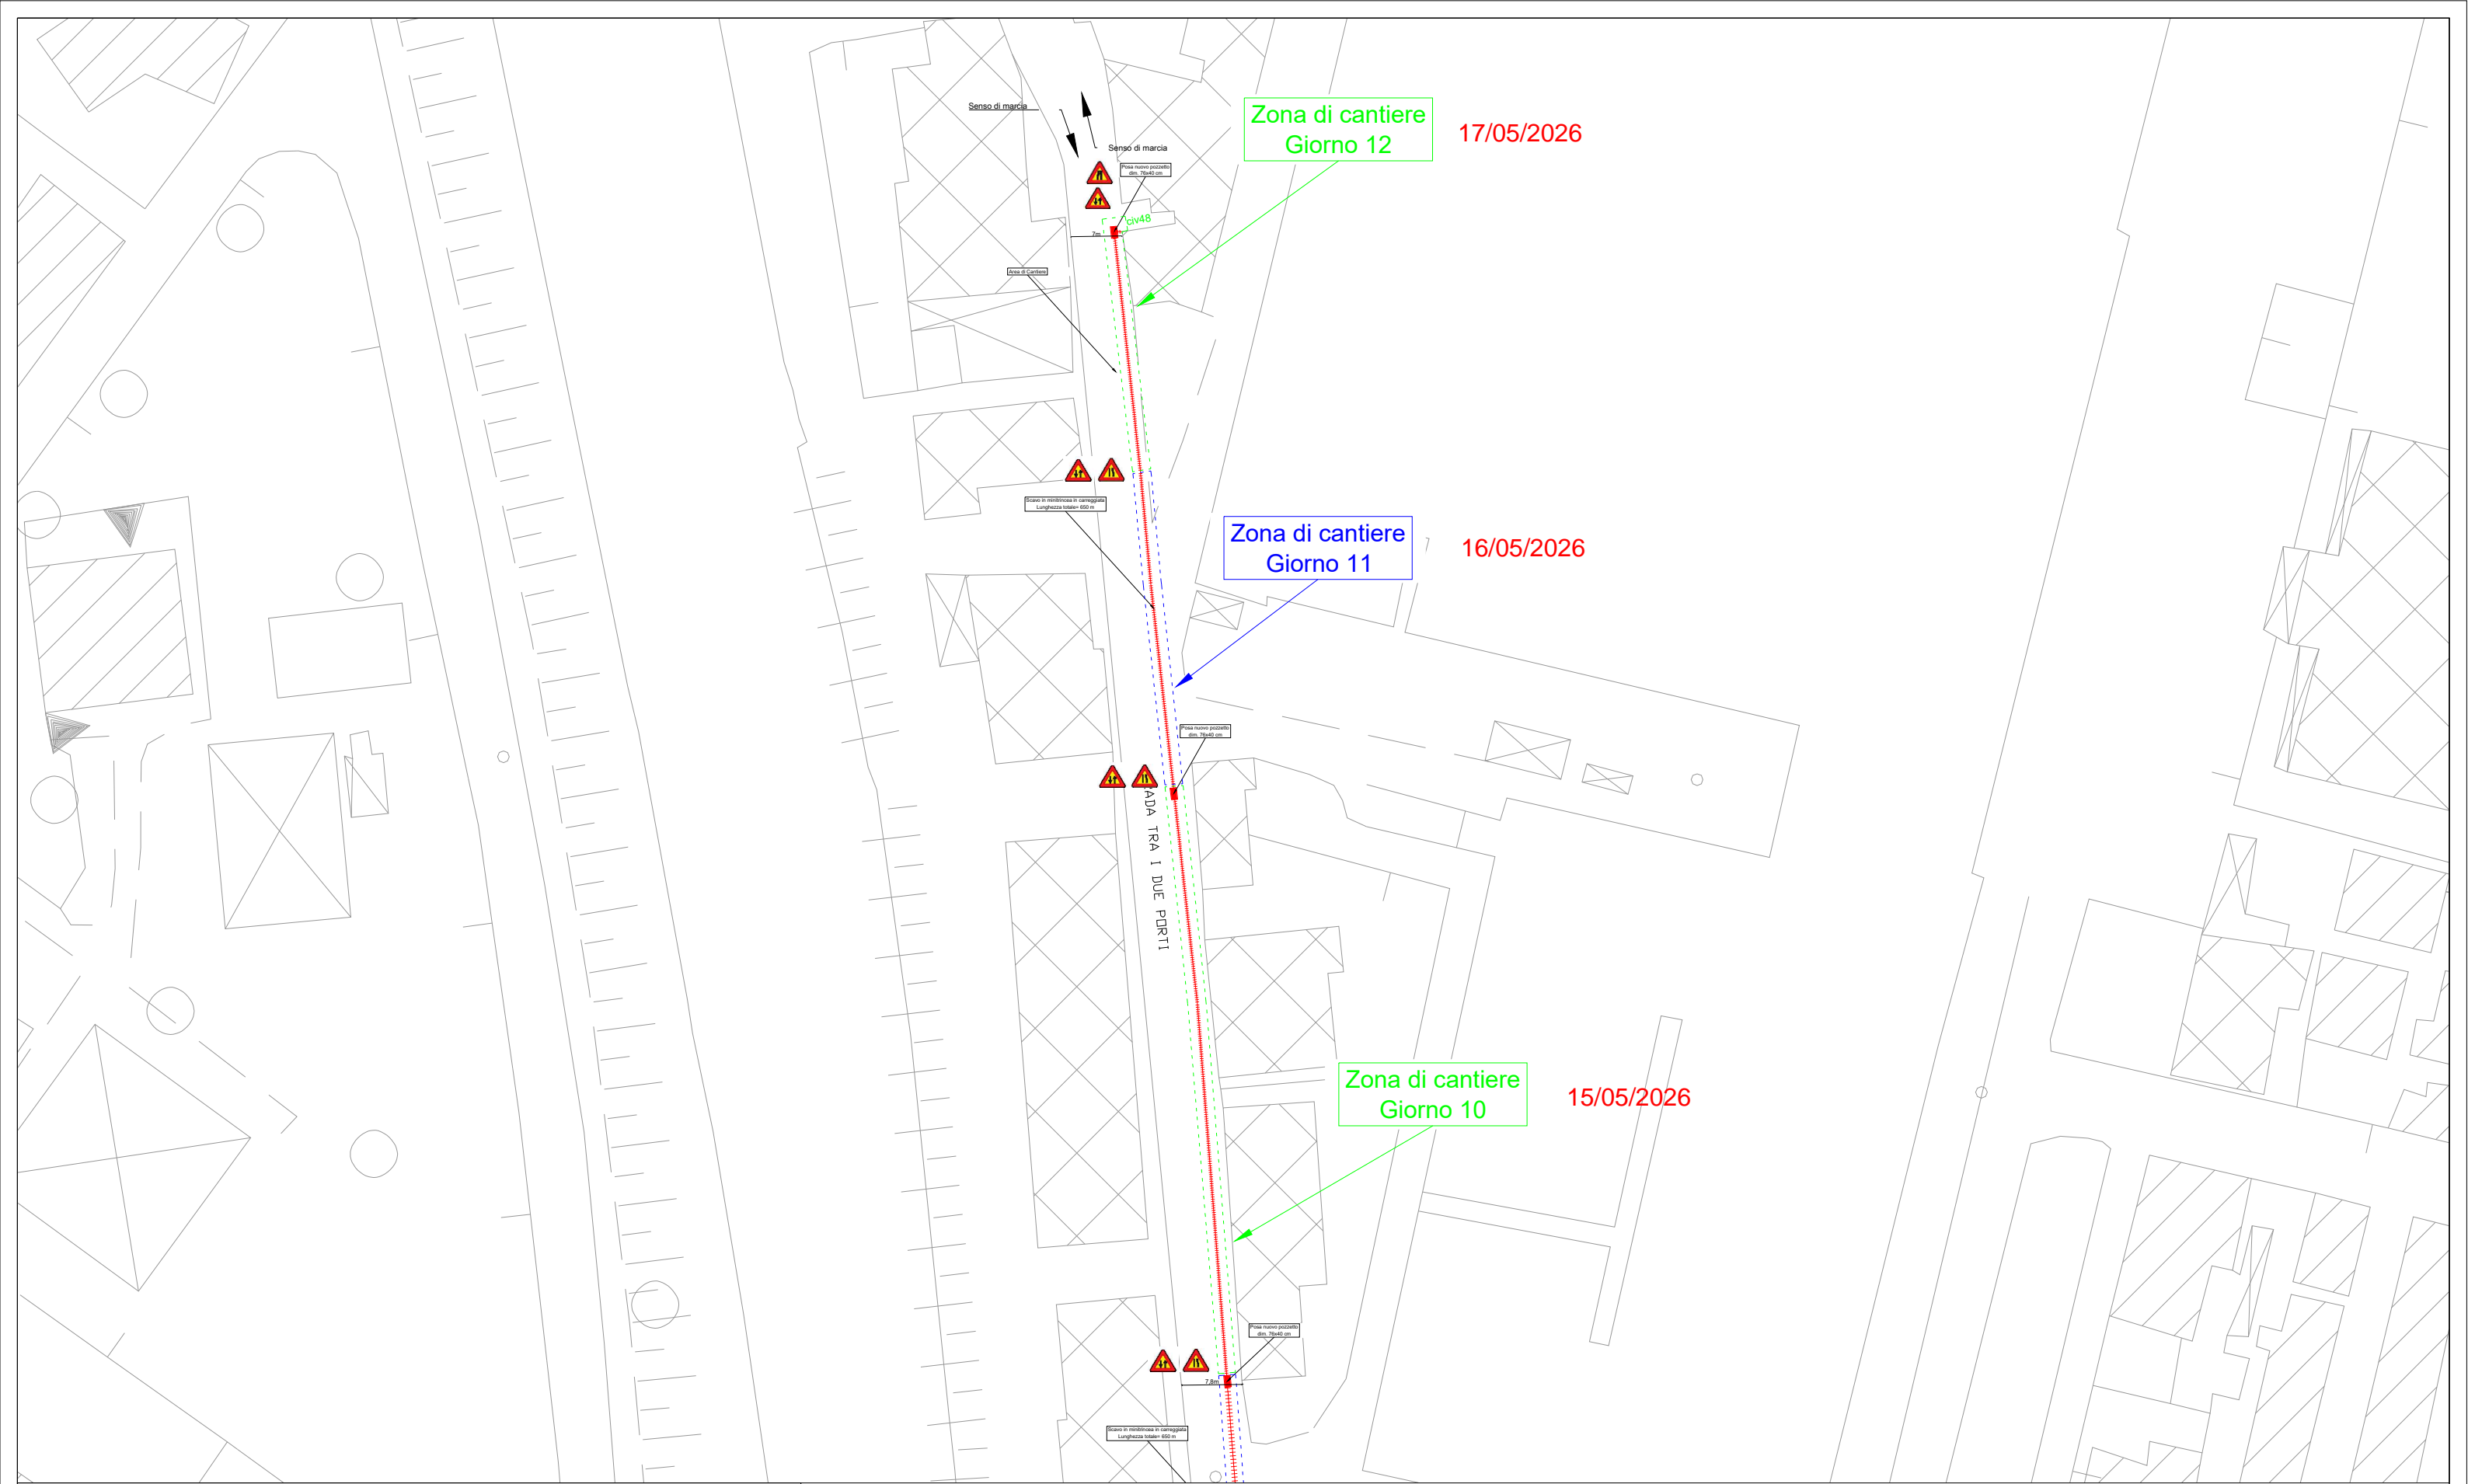 Senso di marcia
Zona di cantiere
Giorno 12
17/05/2026
Senso di marcia
Posa nuovo pozzetto
dim. 76x40 cm
civ48
7m
Area di Cantiere
Scavo in minitrincea in carreggiata
Lunghezza totale= 650 m
Zona di cantiere
Giorno 11
16/05/2026
Posa nuovo pozzetto
dim. 76x40 cm
ADA TRA I DUE PORTI
Zona di cantiere
Giorno 10
15/05/2026
Posa nuovo pozzetto
dim. 76x40 cm
7,8m
Scavo in minitrincea in carreggiata
Lunghezza totale= 650 m